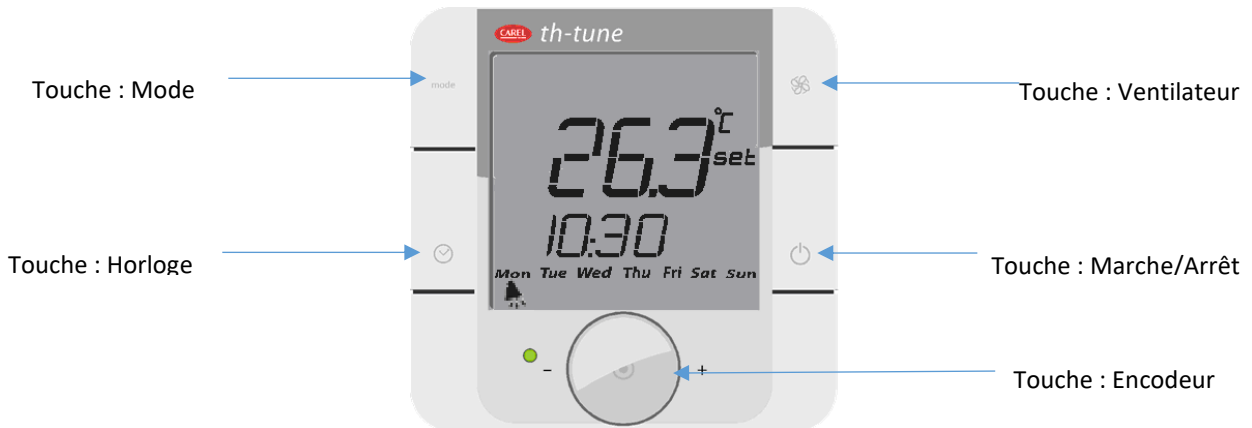 CAREL th-tune
Touche : Mode
mode
Touche : Ventilateur
26.3 °C
set
10:30
Touche : Horloge
Touche : Marche/Arrêt
Mon Tue Wed Thu Fri Sat Sun
- +
Touche : Encodeur